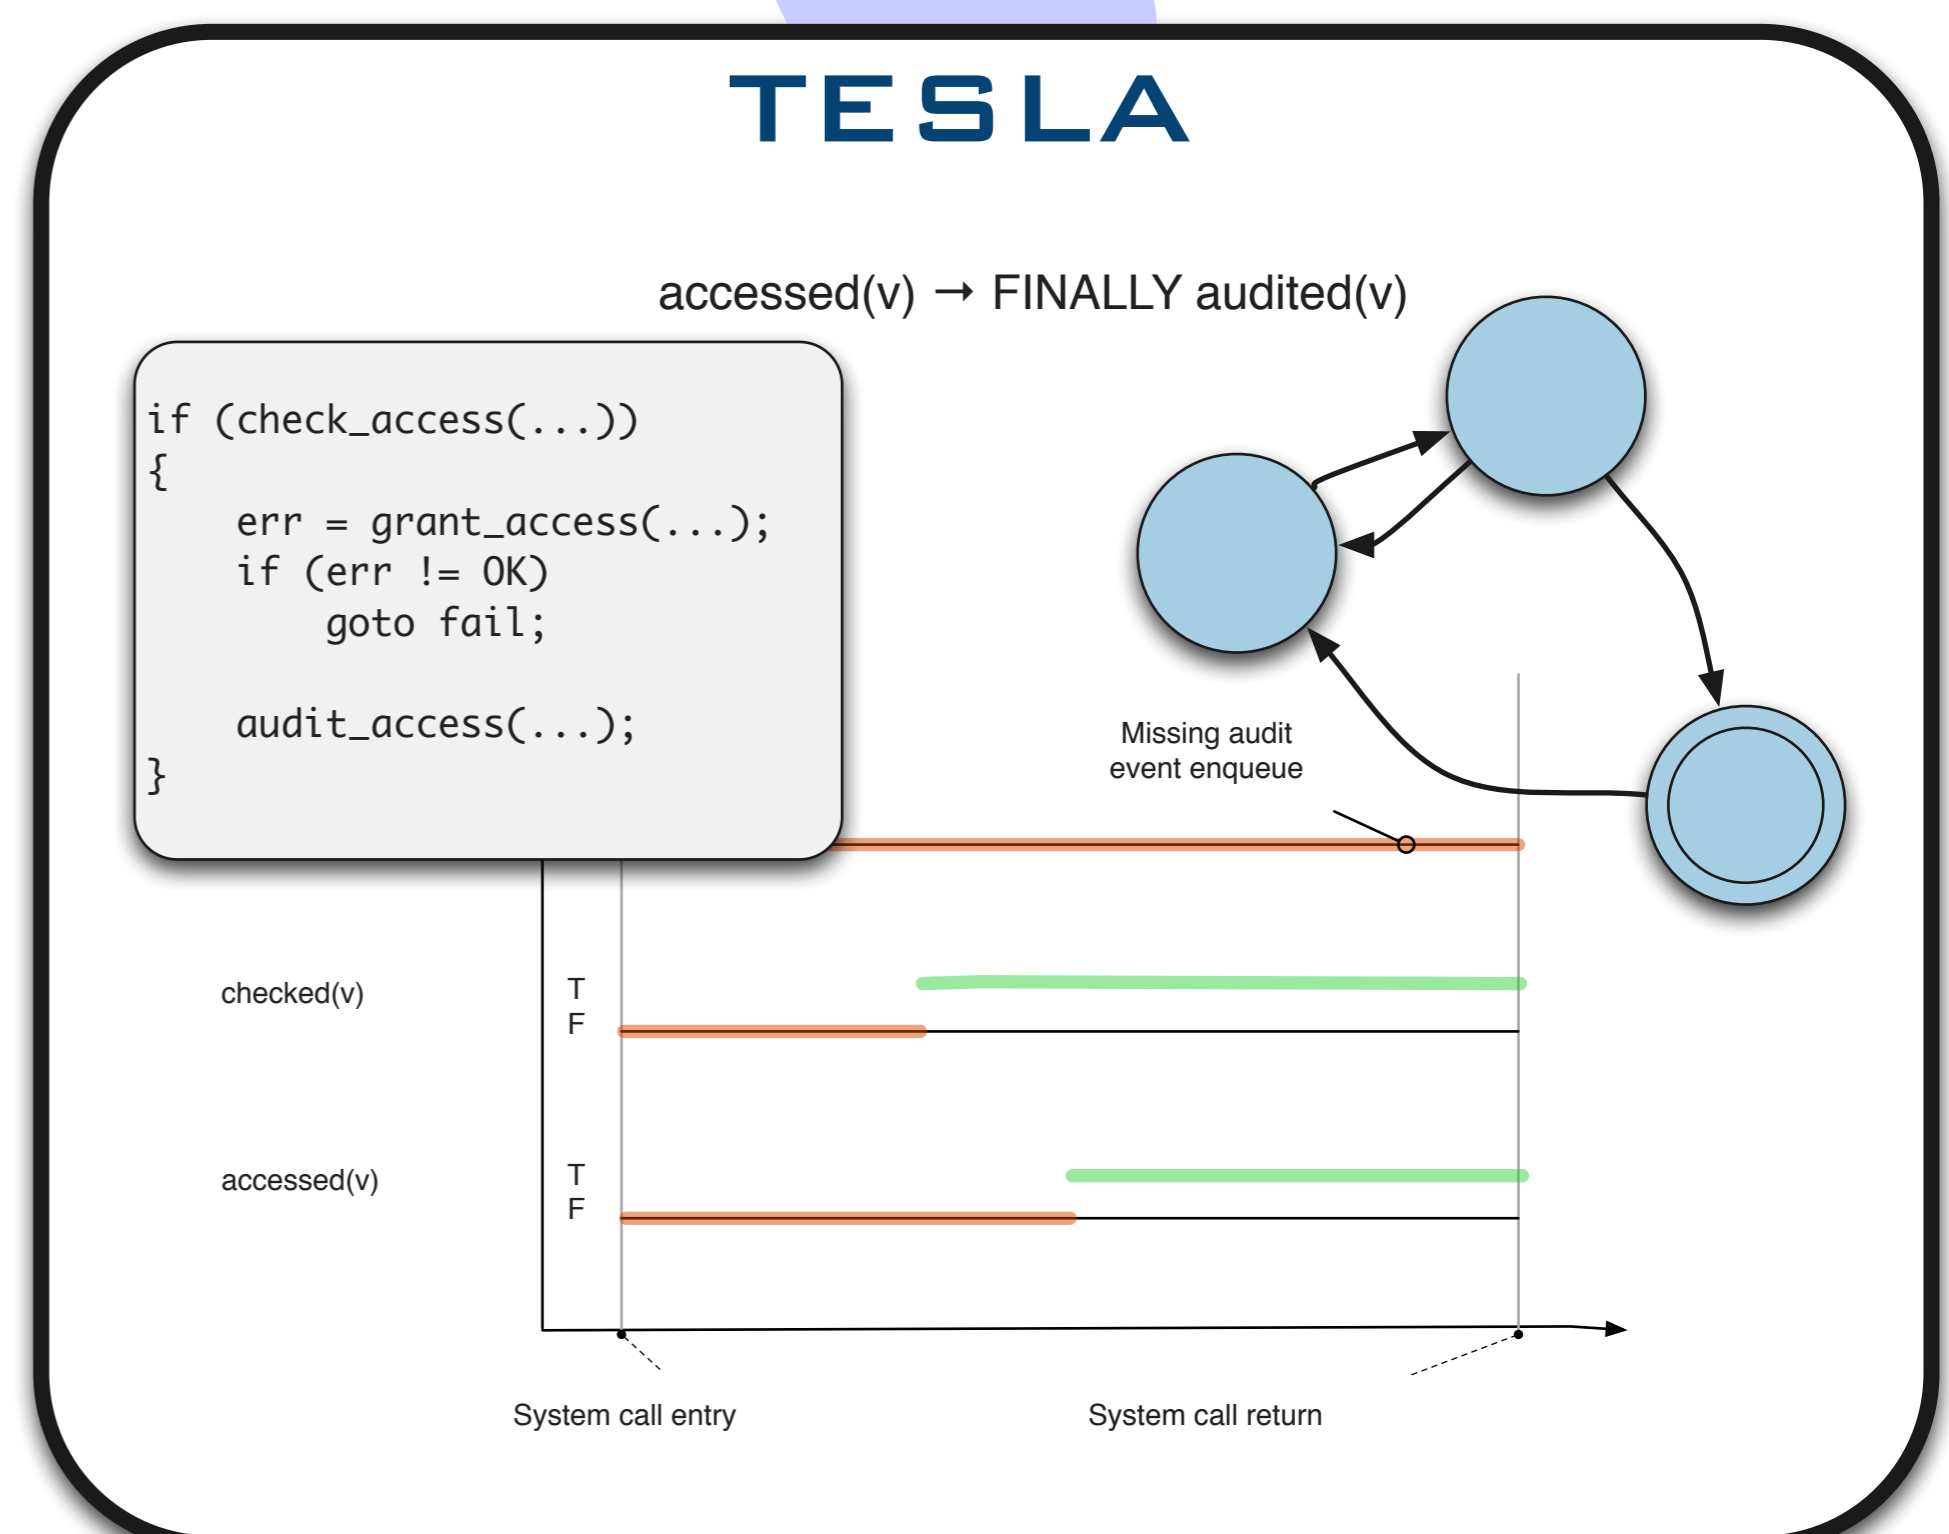 TESLA
accessed(v) → FINALLY audited(v)
if (check_access(...))
{
    err = grant_access(...);
    if (err != OK)
        goto fail;
    audit_access(...);
}
Missing audit
event enqueue
checked(v)
T
F
accessed(v)
T
F
System call entry
System call return